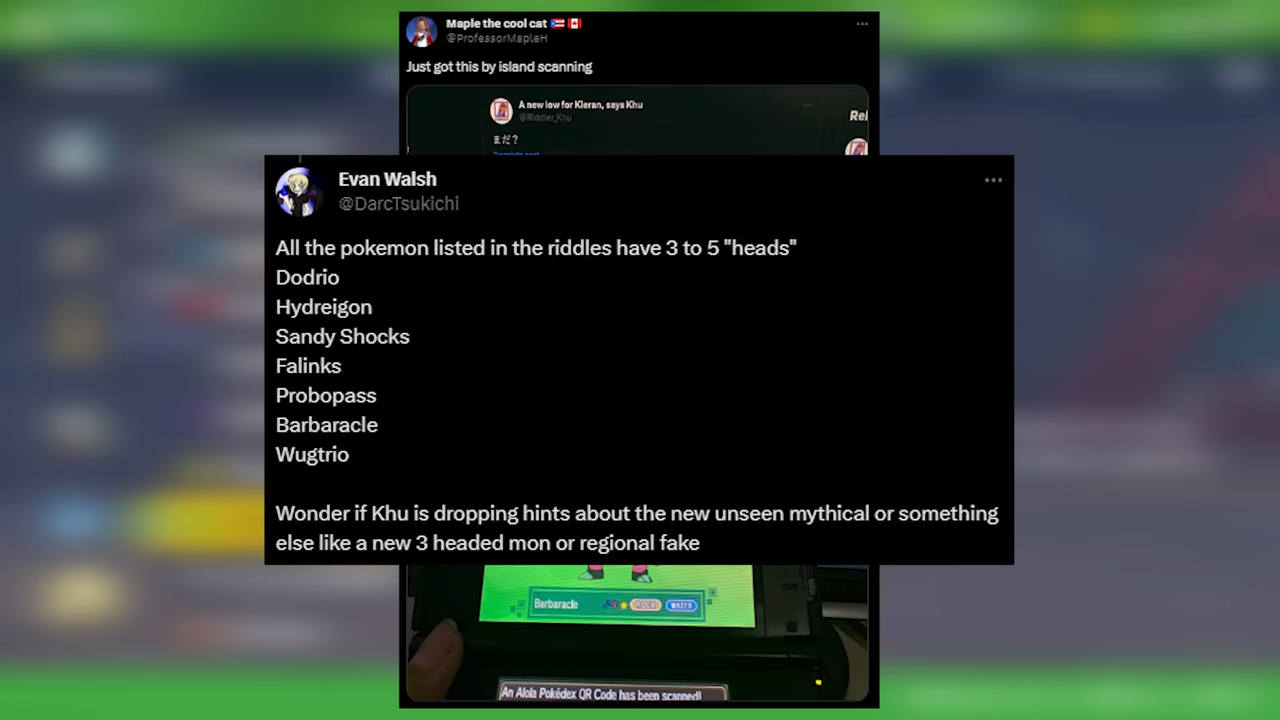 Maple the cool cat 🇵🇷 🇨🇦
@ProfessorMapleH
Just got this by island scanning
A new low for Kieran, says Khu
@Riddler_Khu
まだ？
Rel
Evan Walsh
@DarcTsukichi
All the pokemon listed in the riddles have 3 to 5 "heads"
Dodrio
Hydreigon
Sandy Shocks
Falinks
Probopass
Barbaracle
Wugtrio
Wonder if Khu is dropping hints about the new unseen mythical or something
else like a new 3 headed mon or regional fake
Barbaracle
ROCK
WATER
An Alola Pokédex QR Code has been scanned!